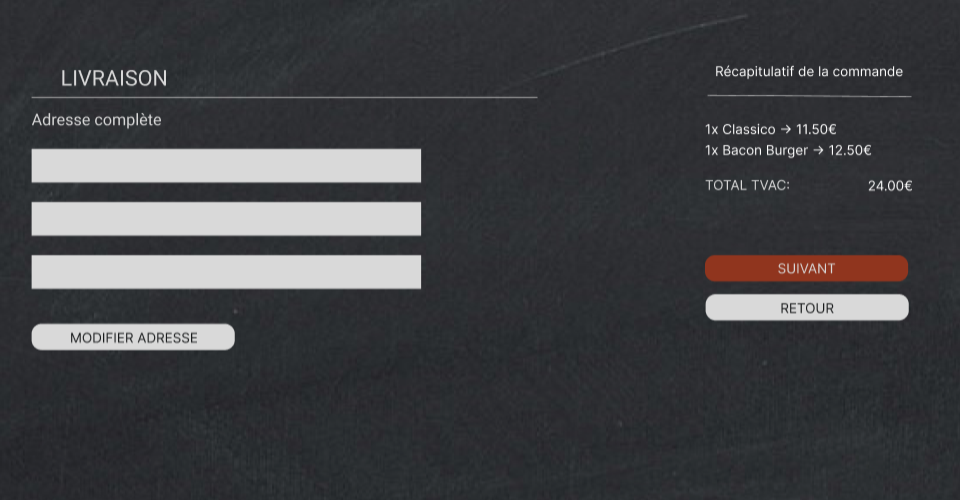 LIVRAISON
Adresse complète
MODIFIER ADRESSE
Récapitulatif de la commande
1x Classico → 11.50€
1x Bacon Burger → 12.50€
TOTAL TVAC: 24.00€
SUIVANT
RETOUR